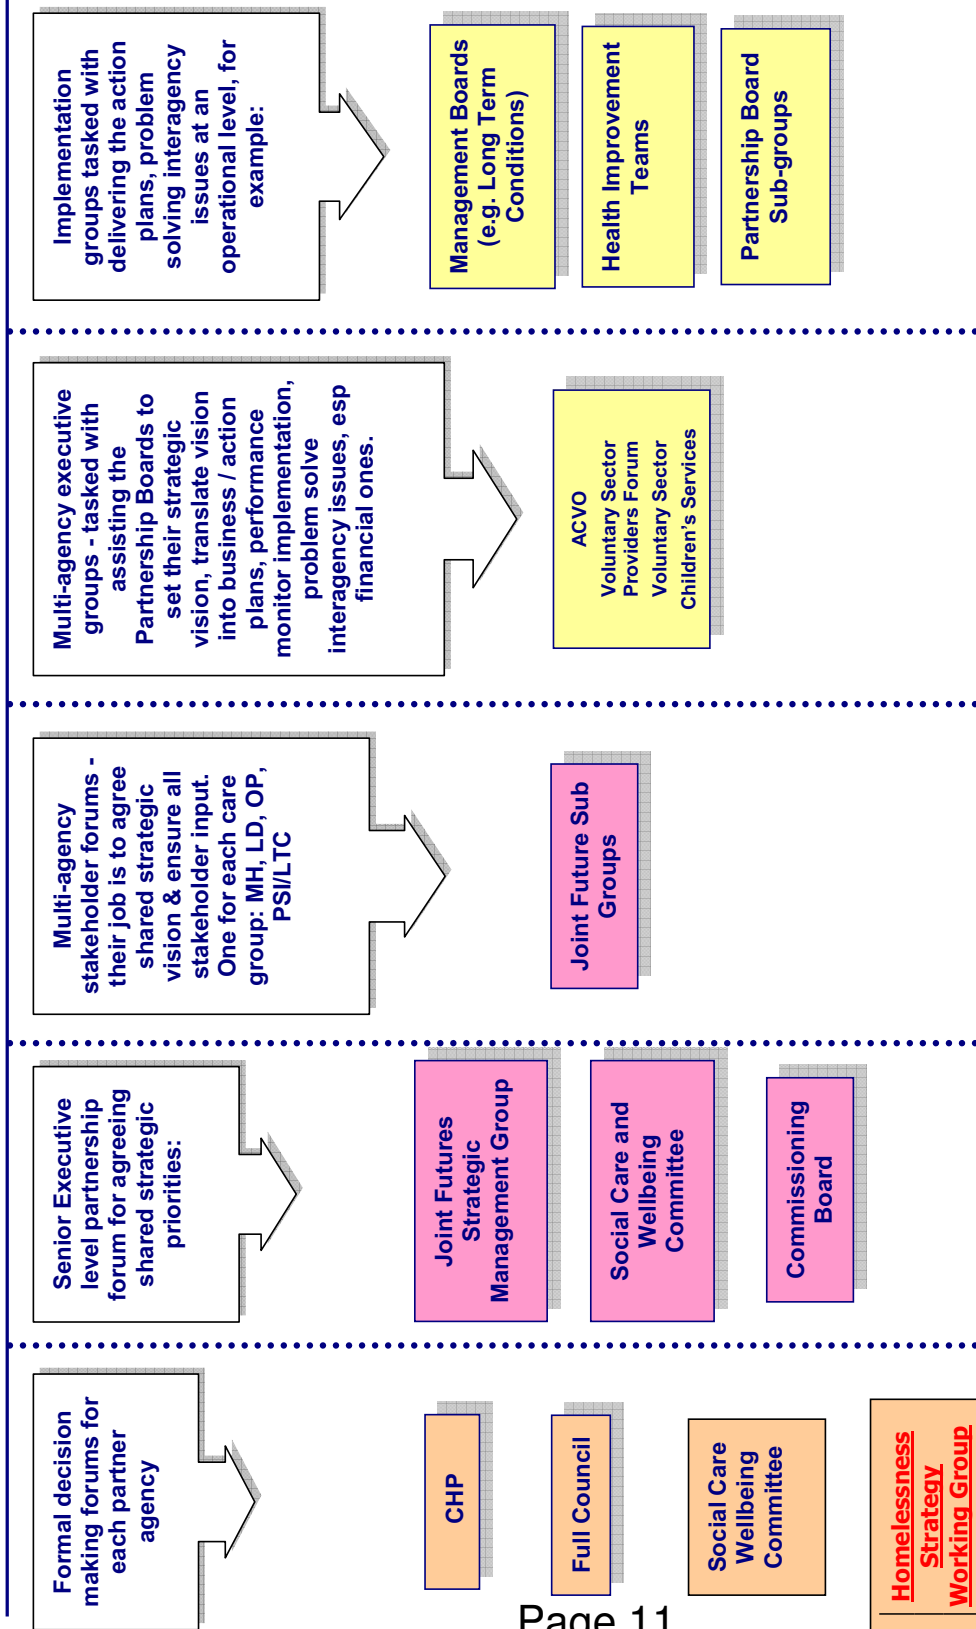 Formal decision
making forums for
each partner
agency
CHP
Full Council
Social Care
Wellbeing
Committee
Homelessness
Strategy
Working Group
Senior Executive
level partnership
forum for agreeing
shared strategic
priorities:
Joint Futures
Strategic
Management Group
Social Care and
Wellbeing
Committee
Commissioning
Board
Multi-agency
stakeholder forums -
their job is to agree
shared strategic
vision & ensure all
stakeholder input.
One for each care
group: MH, LD, OP,
PSI/LTC
Joint Future Sub
Groups
Multi-agency executive
groups - tasked with
assisting the
Partnership Boards to
set their strategic
vision, translate vision
into business / action
plans, performance
monitor implementation,
problem solve
interagency issues, esp
financial ones.
ACVO
Voluntary Sector
Providers Forum
Voluntary Sector
Children's Services
Implementation
groups tasked with
delivering the action
plans, problem
solving interagency
issues at an
operational level, for
example:
Management Boards
(e.g. Long Term
Conditions)
Health Improvement
Teams
Partnership Board
Sub-groups
Page 11